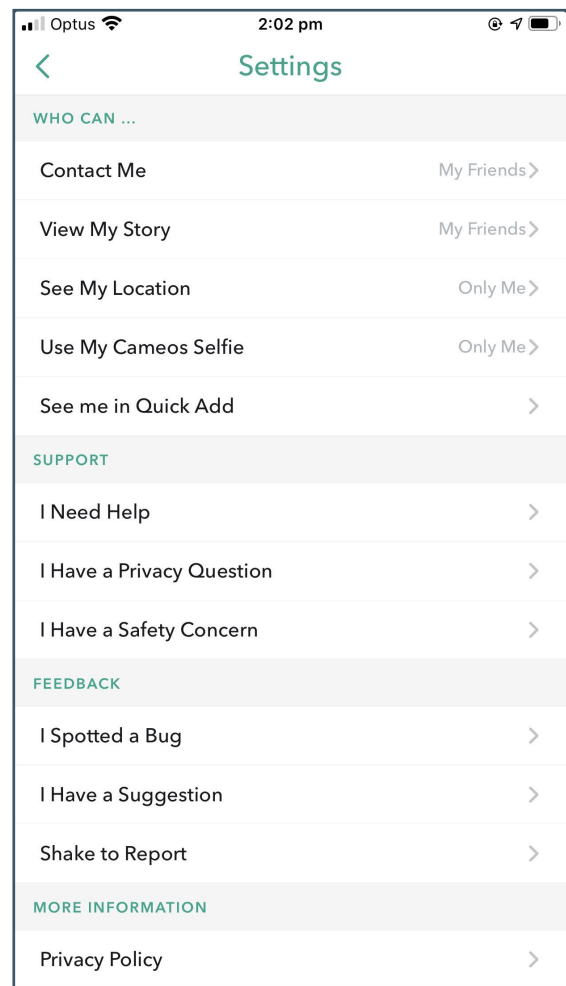 Optus 2:02 pm
Settings
WHO CAN ...
Contact Me My Friends
View My Story My Friends
See My Location Only Me
Use My Cameos Selfie Only Me
See me in Quick Add
SUPPORT
I Need Help
I Have a Privacy Question
I Have a Safety Concern
FEEDBACK
I Spotted a Bug
I Have a Suggestion
Shake to Report
MORE INFORMATION
Privacy Policy